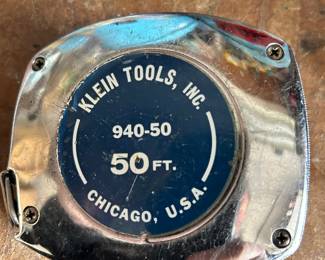 KLEIN TOOLS, INC.
940-50
50 FT.
CHICAGO, U.S.A.